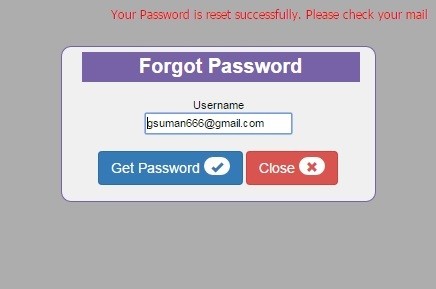 Your Password is reset successfully. Please check your mail
Forgot Password
Username
gsuman666@gmail.com
Get Password
Close